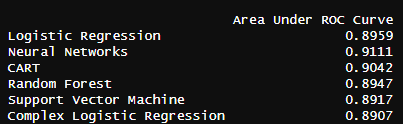 Area Under ROC Curve
Logistic Regression 0.8959
Neural Networks 0.9111
CART 0.9042
Random Forest 0.8947
Support Vector Machine 0.8917
Complex Logistic Regression 0.8907